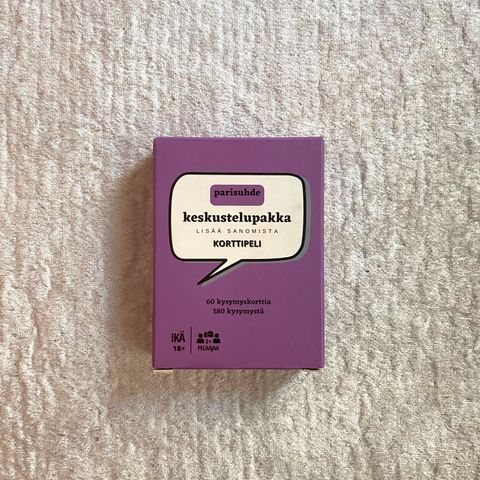 parisuhde
keskustelupakka
LISÄÄ SANOMISTA
KORTTIPELI
60 kysymyskorttia
180 kysymystä
IKÄ
18+
2+
PELAAJAA